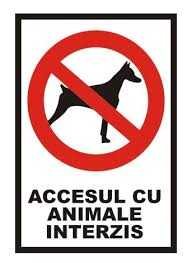 ACCESUL CU
ANIMALE
INTERZIS